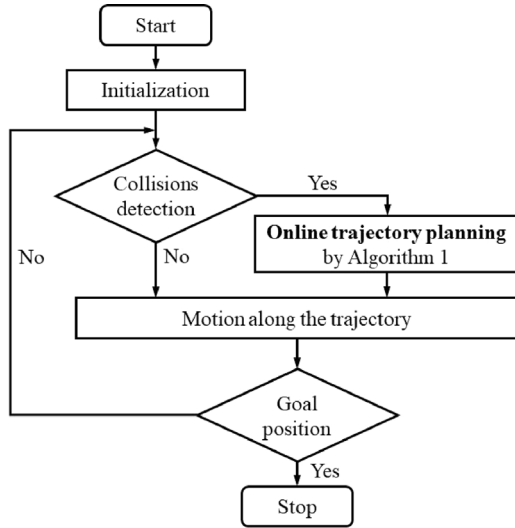 Start
Initialization
Collisions
detection
Yes
Online trajectory planning
by Algorithm 1
No
No
Motion along the trajectory
Goal
position
Yes
Stop